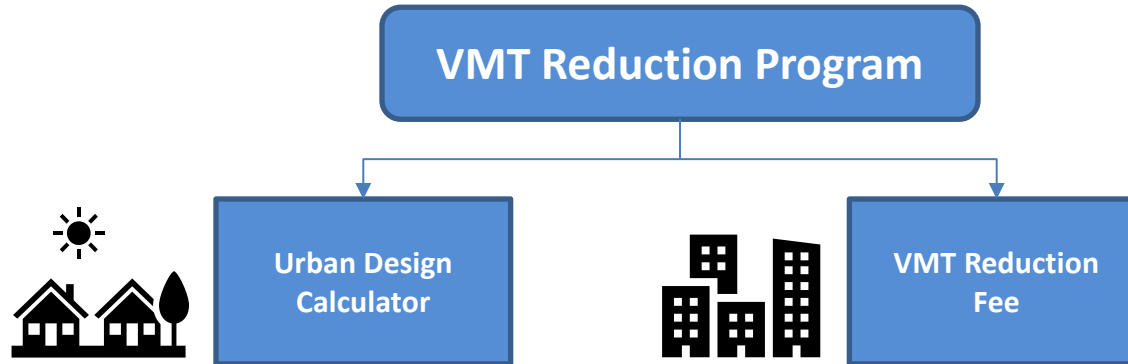 VMT Reduction Program
Urban Design
Calculator
VMT Reduction
Fee